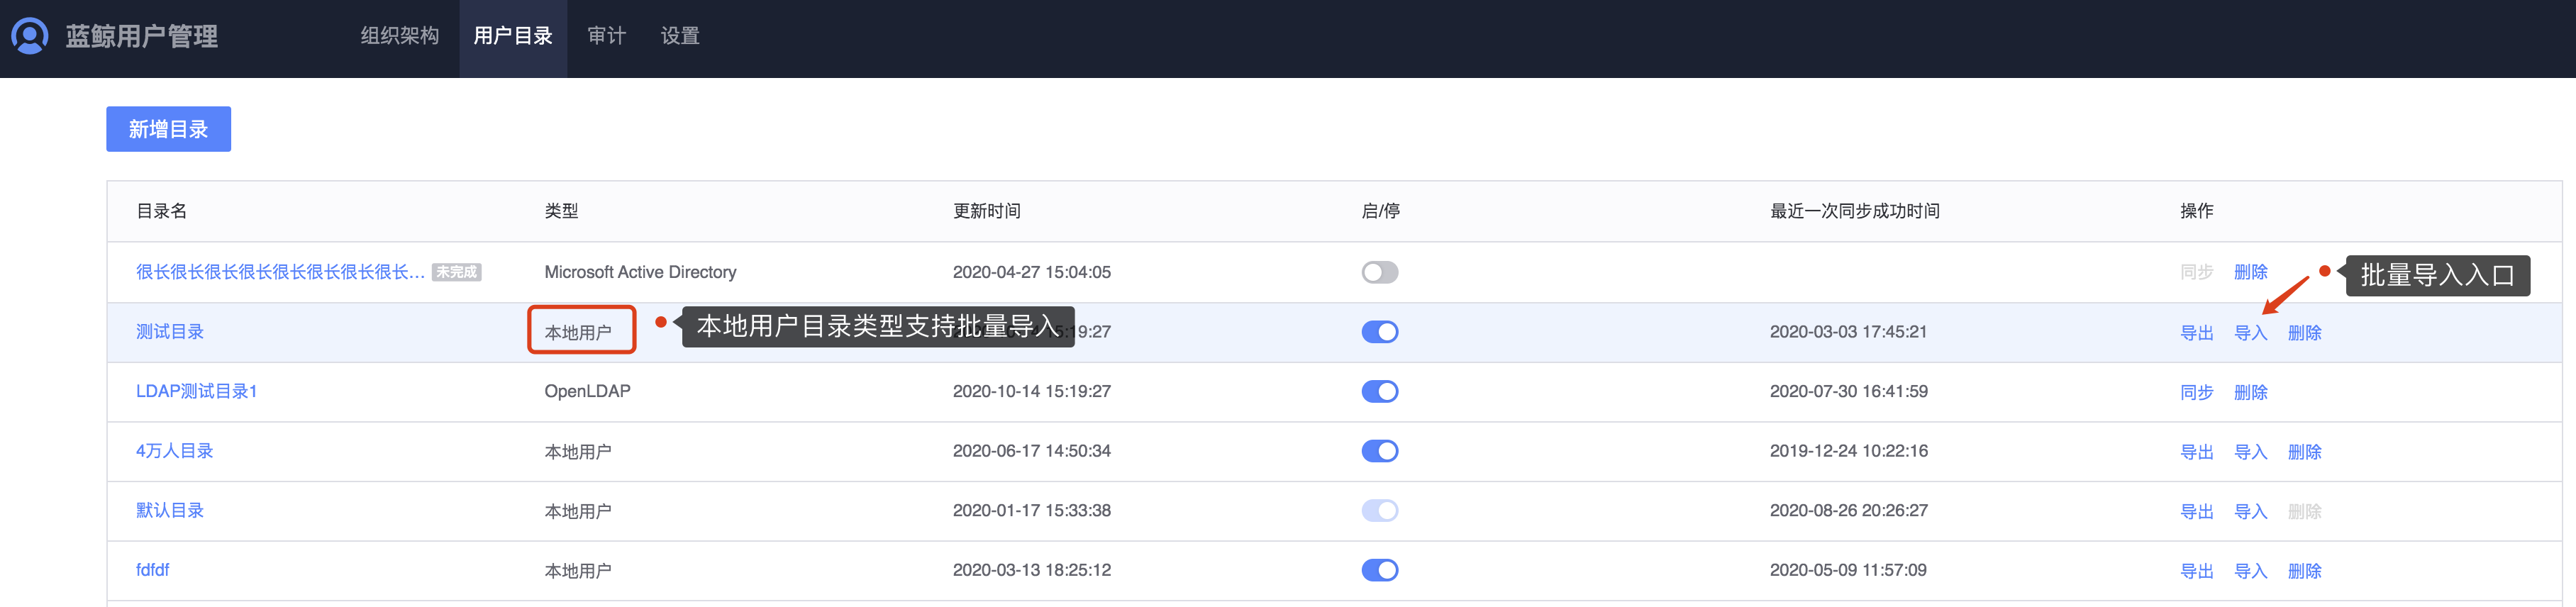 蓝鲸用户管理 组织架构 用户目录 审计 设置
新增目录
目录名 类型 更新时间 启/停 最近一次同步成功时间 操作
很长很长很长很长很长很长很长很长... 未完成 Microsoft Active Directory 2020-04-27 15:04:05 同步 删除 批量导入入口
测试目录 本地用户 本地用户目录类型支持批量导入 19:27 2020-03-03 17:45:21 导出 导入 删除
LDAP测试目录1 OpenLDAP 2020-10-14 15:19:27 2020-07-30 16:41:59 同步 删除
4万人目录 本地用户 2020-06-17 14:50:34 2019-12-24 10:22:16 导出 导入 删除
默认目录 本地用户 2020-01-17 15:33:38 2020-08-26 20:26:27 导出 导入 删除
fdfdf 本地用户 2020-03-13 18:25:12 2020-05-09 11:57:09 导出 导入 删除